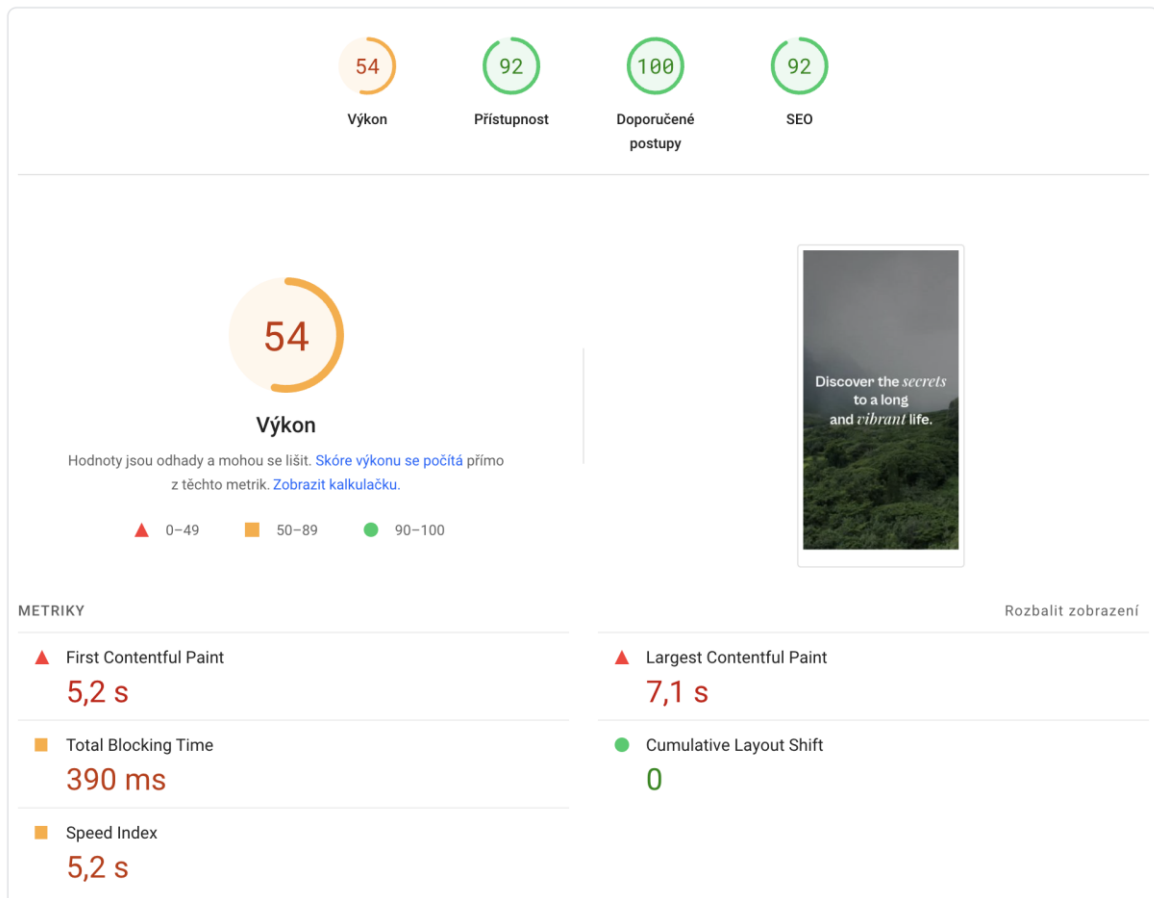 54
92
100
92
Výkon
Přístupnost
Doporučené
postupy
SEO
54
Výkon
Hodnoty jsou odhady a mohou se lišit. Skóre výkonu se počítá přímo
z těchto metrik. Zobrazit kalkulačku.
0–49
50–89
90–100
Discover the secrets
to a long
and vibrant life.
METRIKY
Rozbalit zobrazení
First Contentful Paint
5,2 s
Largest Contentful Paint
7,1 s
Total Blocking Time
390 ms
Cumulative Layout Shift
0
Speed Index
5,2 s